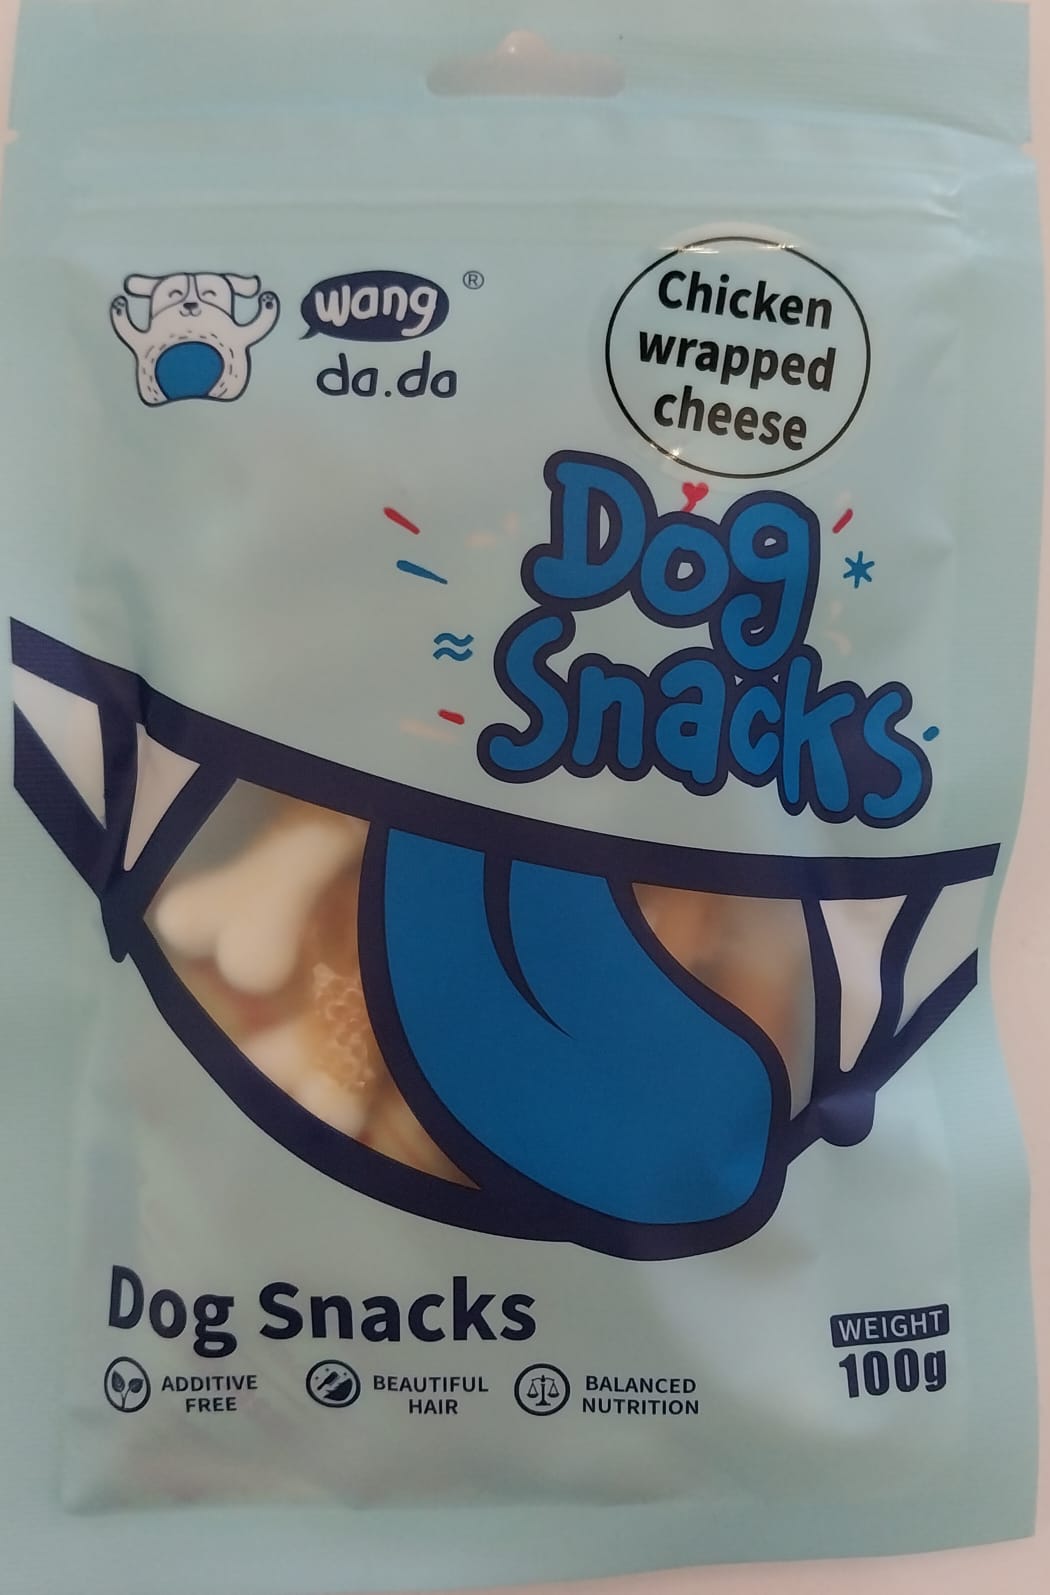 wang ®
da.da
Chicken
wrapped
cheese
Dog
Snacks
Dog Snacks
ADDITIVE
FREE
BEAUTIFUL
HAIR
BALANCED
NUTRITION
WEIGHT
100g